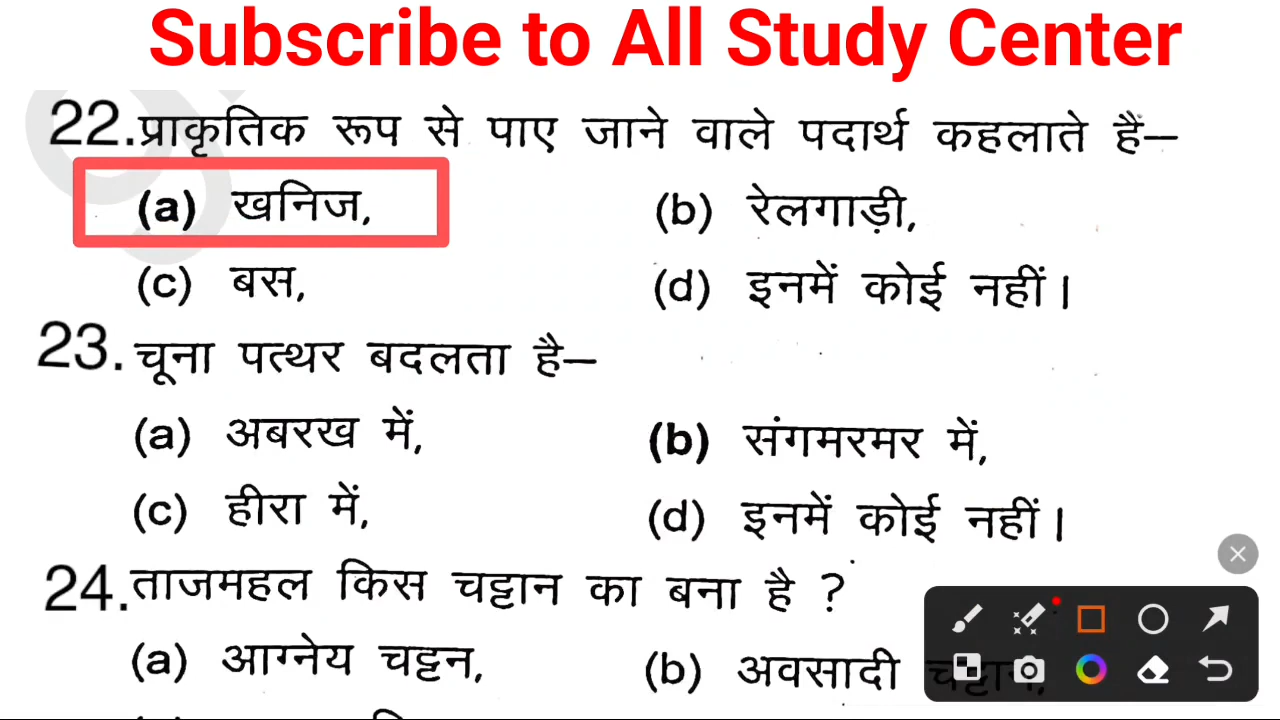 Subscribe to All Study Center
22. प्राकृतिक रूप से पाए जाने वाले पदार्थ कहलाते हैं—
(a) खनिज, (b) रेलगाड़ी,
(c) बस, (d) इनमें कोई नहीं।
23. चूना पत्थर बदलता है—
(a) अबरख में, (b) संगमरमर में,
(c) हीरा में, (d) इनमें कोई नहीं।
24. ताजमहल किस चट्टान का बना है ?
(a) आग्नेय चट्टन, (b) अवसादी चट्टान,